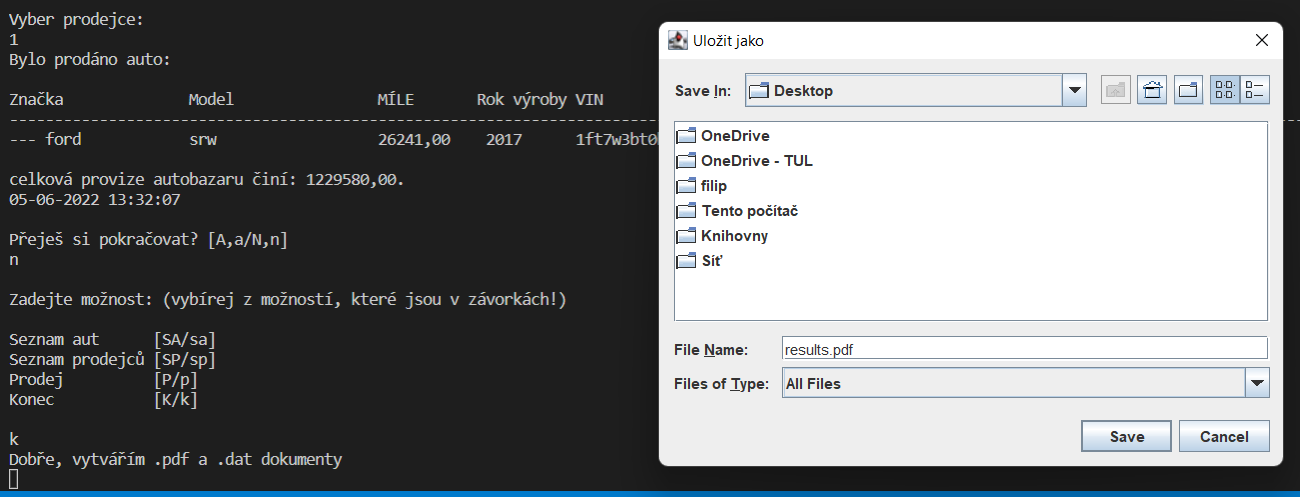 Vyber prodejce:
1
Bylo prodáno auto:
Značka Model MÍLE Rok výroby VIN
--- ford srw 26241,00 2017 1ft7w3bt0
celková provize autobazaru činí: 1229580,00.
05-06-2022 13:32:07
Přeješ si pokračovat? [A,a/N,n]
n
Zadejte možnost: (vybírej z možností, které jsou v závorkách!)
Seznam aut [SA/sa]
Seznam prodejců [SP/sp]
Prodej [P/p]
Konec [K/k]
k
Dobře, vytvářím .pdf a .dat dokumenty
Uložit jako
Save In: Desktop
OneDrive
OneDrive - TUL
filip
Tento počítač
Knihovny
Síť
File Name: results.pdf
Files of Type: All Files
Save Cancel